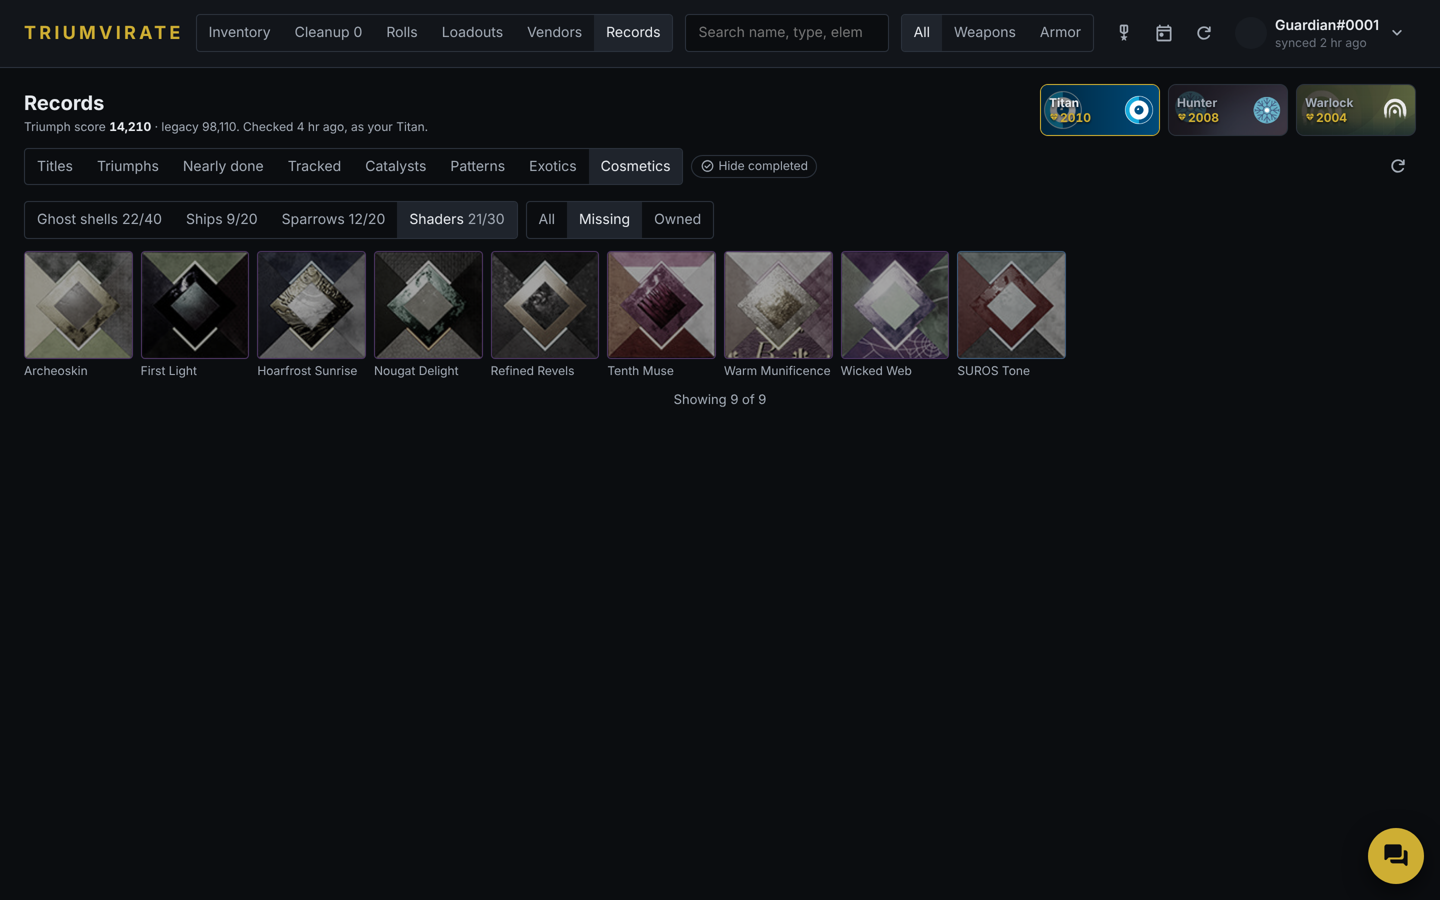 TRIUMVIRATE
Inventory
Cleanup 0
Rolls
Loadouts
Vendors
Records
Search name, type, elem
All
Weapons
Armor
Guardian#0001
synced 2 hr ago
Records
Triumph score 14,210 · legacy 98,110. Checked 4 hr ago, as your Titan.
Titan
2010
Hunter
2008
Warlock
2004
Titles
Triumphs
Nearly done
Tracked
Catalysts
Patterns
Exotics
Cosmetics
Hide completed
Ghost shells 22/40
Ships 9/20
Sparrows 12/20
Shaders 21/30
All
Missing
Owned
Archeoskin
First Light
Hoarfrost Sunrise
Nougat Delight
Refined Revels
Tenth Muse
Warm Munificence
Wicked Web
SUROS Tone
Showing 9 of 9